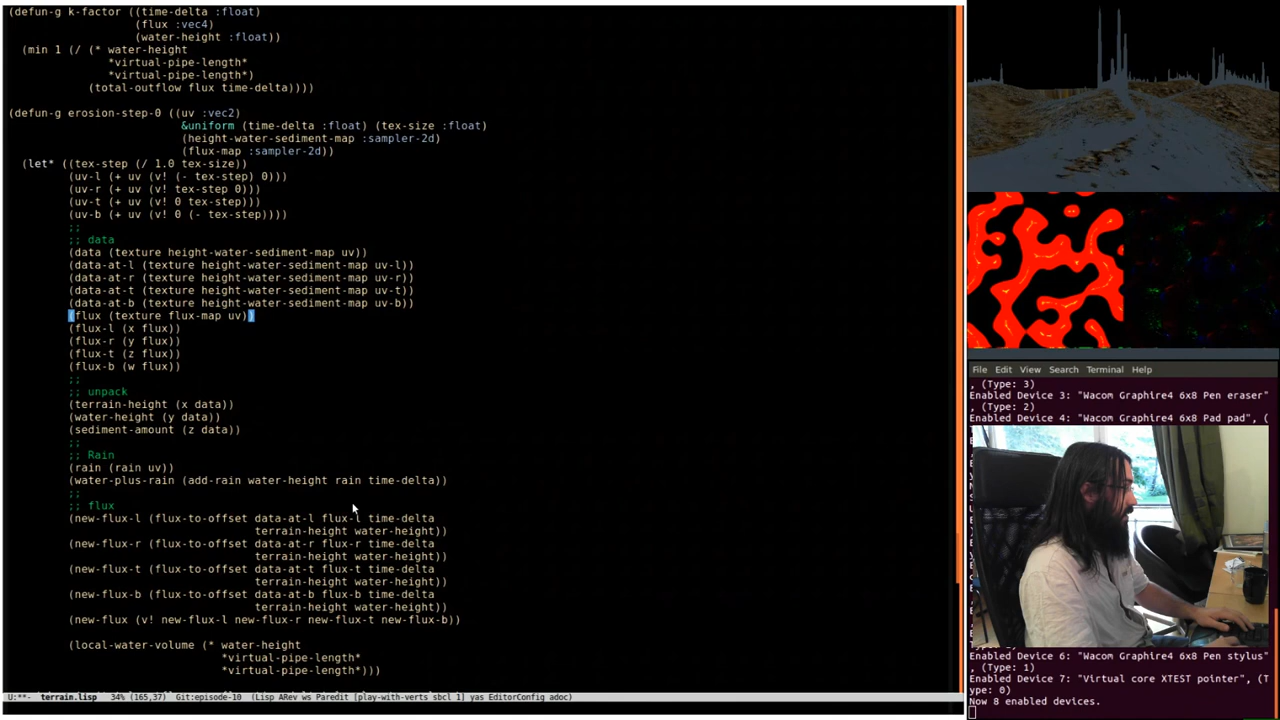 (defun-g k-factor ((time-delta :float)
(flux :vec4)
(water-height :float))
(min 1 (/ (* water-height
*virtual-pipe-length*
*virtual-pipe-length*)
(total-outflow flux time-delta))))
(defun-g erosion-step-0 ((uv :vec2)
&uniform (time-delta :float) (tex-size :float)
(height-water-sediment-map :sampler-2d)
(flux-map :sampler-2d))
(let* ((tex-step (/ 1.0 tex-size))
(uv-l (+ uv (v! (- tex-step) 0)))
(uv-r (+ uv (v! tex-step 0)))
(uv-t (+ uv (v! 0 tex-step)))
(uv-b (+ uv (v! 0 (- tex-step))))
;;
;; data
(data (texture height-water-sediment-map uv))
(data-at-l (texture height-water-sediment-map uv-l))
(data-at-r (texture height-water-sediment-map uv-r))
(data-at-t (texture height-water-sediment-map uv-t))
(data-at-b (texture height-water-sediment-map uv-b))
(flux (texture flux-map uv))
(flux-l (x flux))
(flux-r (y flux))
(flux-t (z flux))
(flux-b (w flux))
;;
;; unpack
(terrain-height (x data))
(water-height (y data))
(sediment-amount (z data))
;;
;; Rain
(rain (rain uv))
(water-plus-rain (add-rain water-height rain time-delta))
;;
;; flux
(new-flux-l (flux-to-offset data-at-l flux-l time-delta
terrain-height water-height))
(new-flux-r (flux-to-offset data-at-r flux-r time-delta
terrain-height water-height))
(new-flux-t (flux-to-offset data-at-t flux-t time-delta
terrain-height water-height))
(new-flux-b (flux-to-offset data-at-b flux-b time-delta
terrain-height water-height))
(new-flux (v! new-flux-l new-flux-r new-flux-t new-flux-b))
(local-water-volume (* water-height
*virtual-pipe-length*
*virtual-pipe-length*)))
U:**- terrain.lisp 34% (165,37) Git:episode-10 (Lisp ARev ws Paredit [play-with-verts sbcl 1] yas EditorConfig adoc)
File Edit View Search Terminal Help
, (Type: 3)
Enabled Device 3: "Wacom Graphire4 6x8 Pen eraser"
, (Type: 2)
Enabled Device 4: "Wacom Graphire4 6x8 Pad pad", (
Enabled Device 6: "Wacom Graphire4 6x8 Pen stylus"
, (Type: 1)
Enabled Device 7: "Virtual core XTEST pointer", (T
ype: 0)
Now 8 enabled devices.